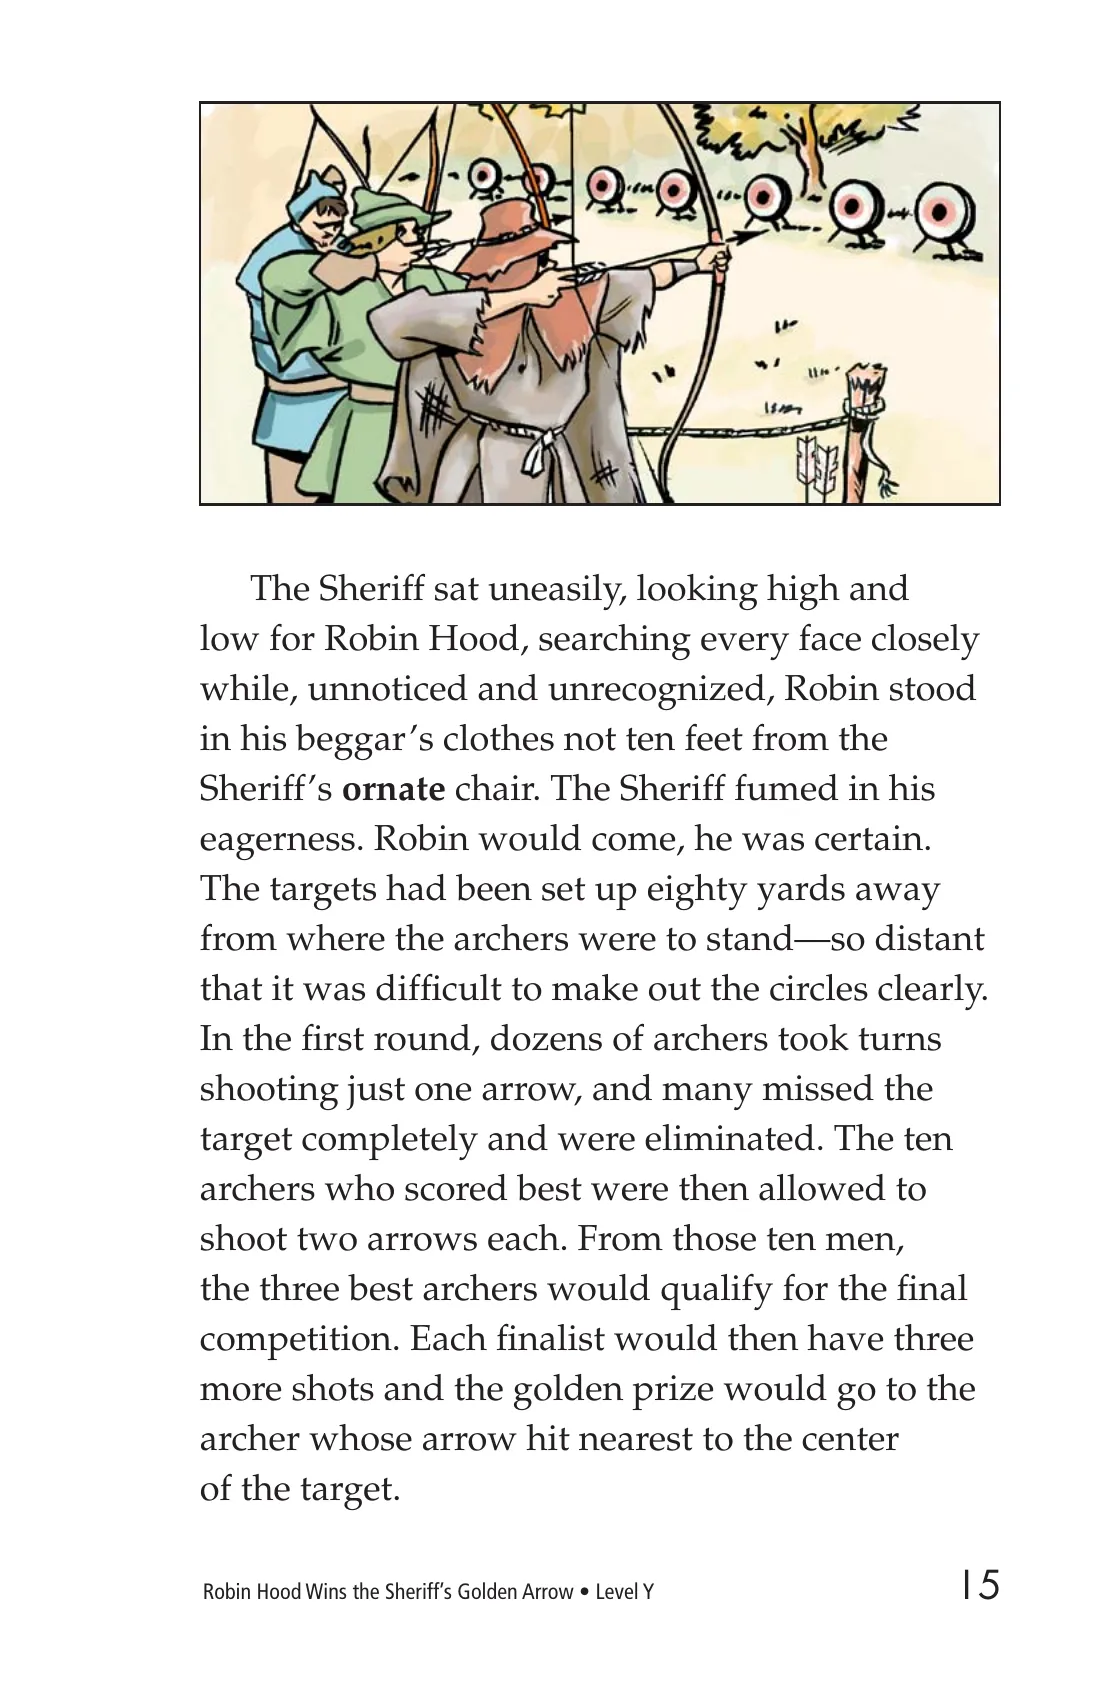 The Sheriff sat uneasily, looking high and
low for Robin Hood, searching every face closely
while, unnoticed and unrecognized, Robin stood
in his beggar’s clothes not ten feet from the
Sheriff’s ornate chair. The Sheriff fumed in his
eagerness. Robin would come, he was certain.
The targets had been set up eighty yards away
from where the archers were to stand—so distant
that it was difficult to make out the circles clearly.
In the first round, dozens of archers took turns
shooting just one arrow, and many missed the
target completely and were eliminated. The ten
archers who scored best were then allowed to
shoot two arrows each. From those ten men,
the three best archers would qualify for the final
competition. Each finalist would then have three
more shots and the golden prize would go to the
archer whose arrow hit nearest to the center
of the target.
Robin Hood Wins the Sheriff’s Golden Arrow • Level Y
15